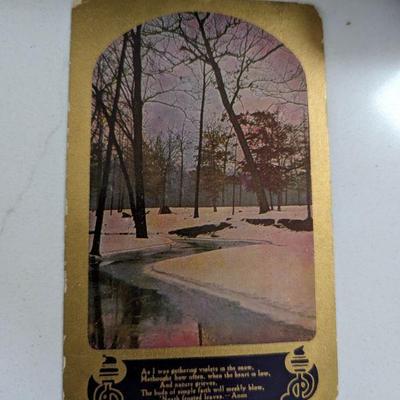 As I was gathering violets in the snow,
Methought how often, when the heart is low,
And nature grieves,
The buds of simple faith will meekly blow,
'Neath frosted leaves.—Anon